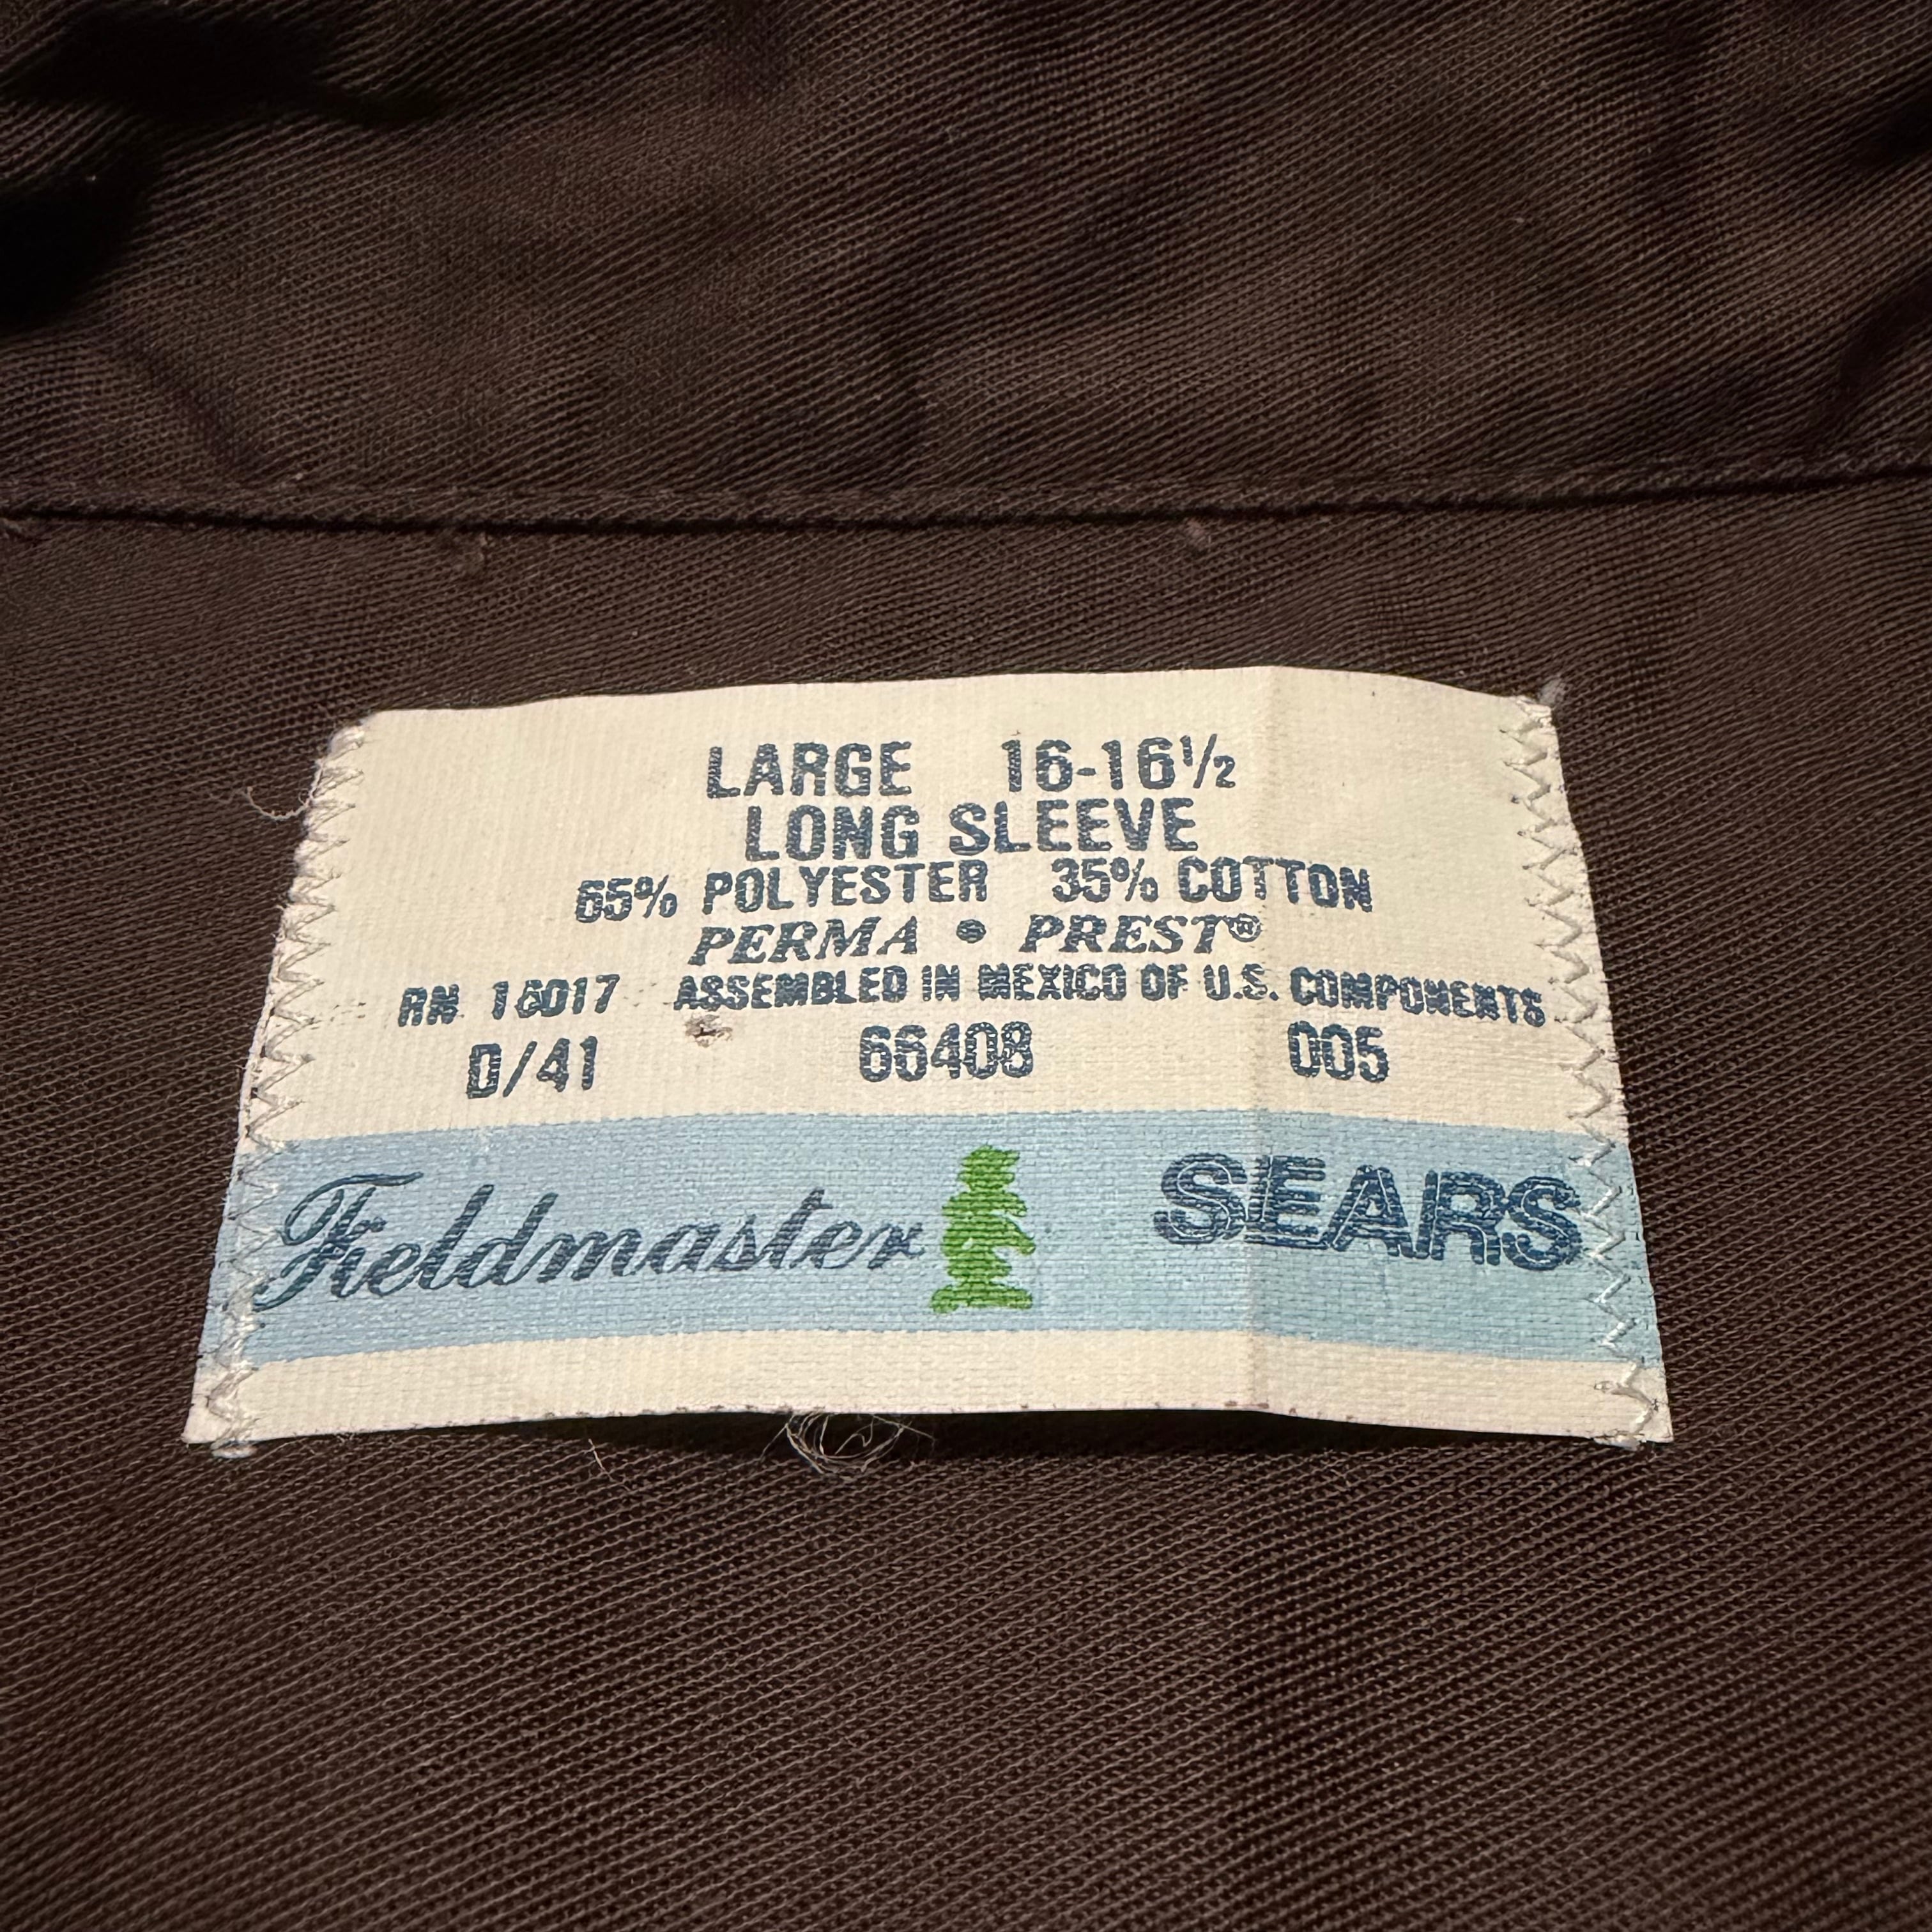 LARGE 16-16½
LONG SLEEVE
65% POLYESTER 35% COTTON
PERMA • PREST®
RN 16017 ASSEMBLED IN MEXICO OF U.S. COMPONENTS
D/41 66408 005
Fieldmaster SEARS